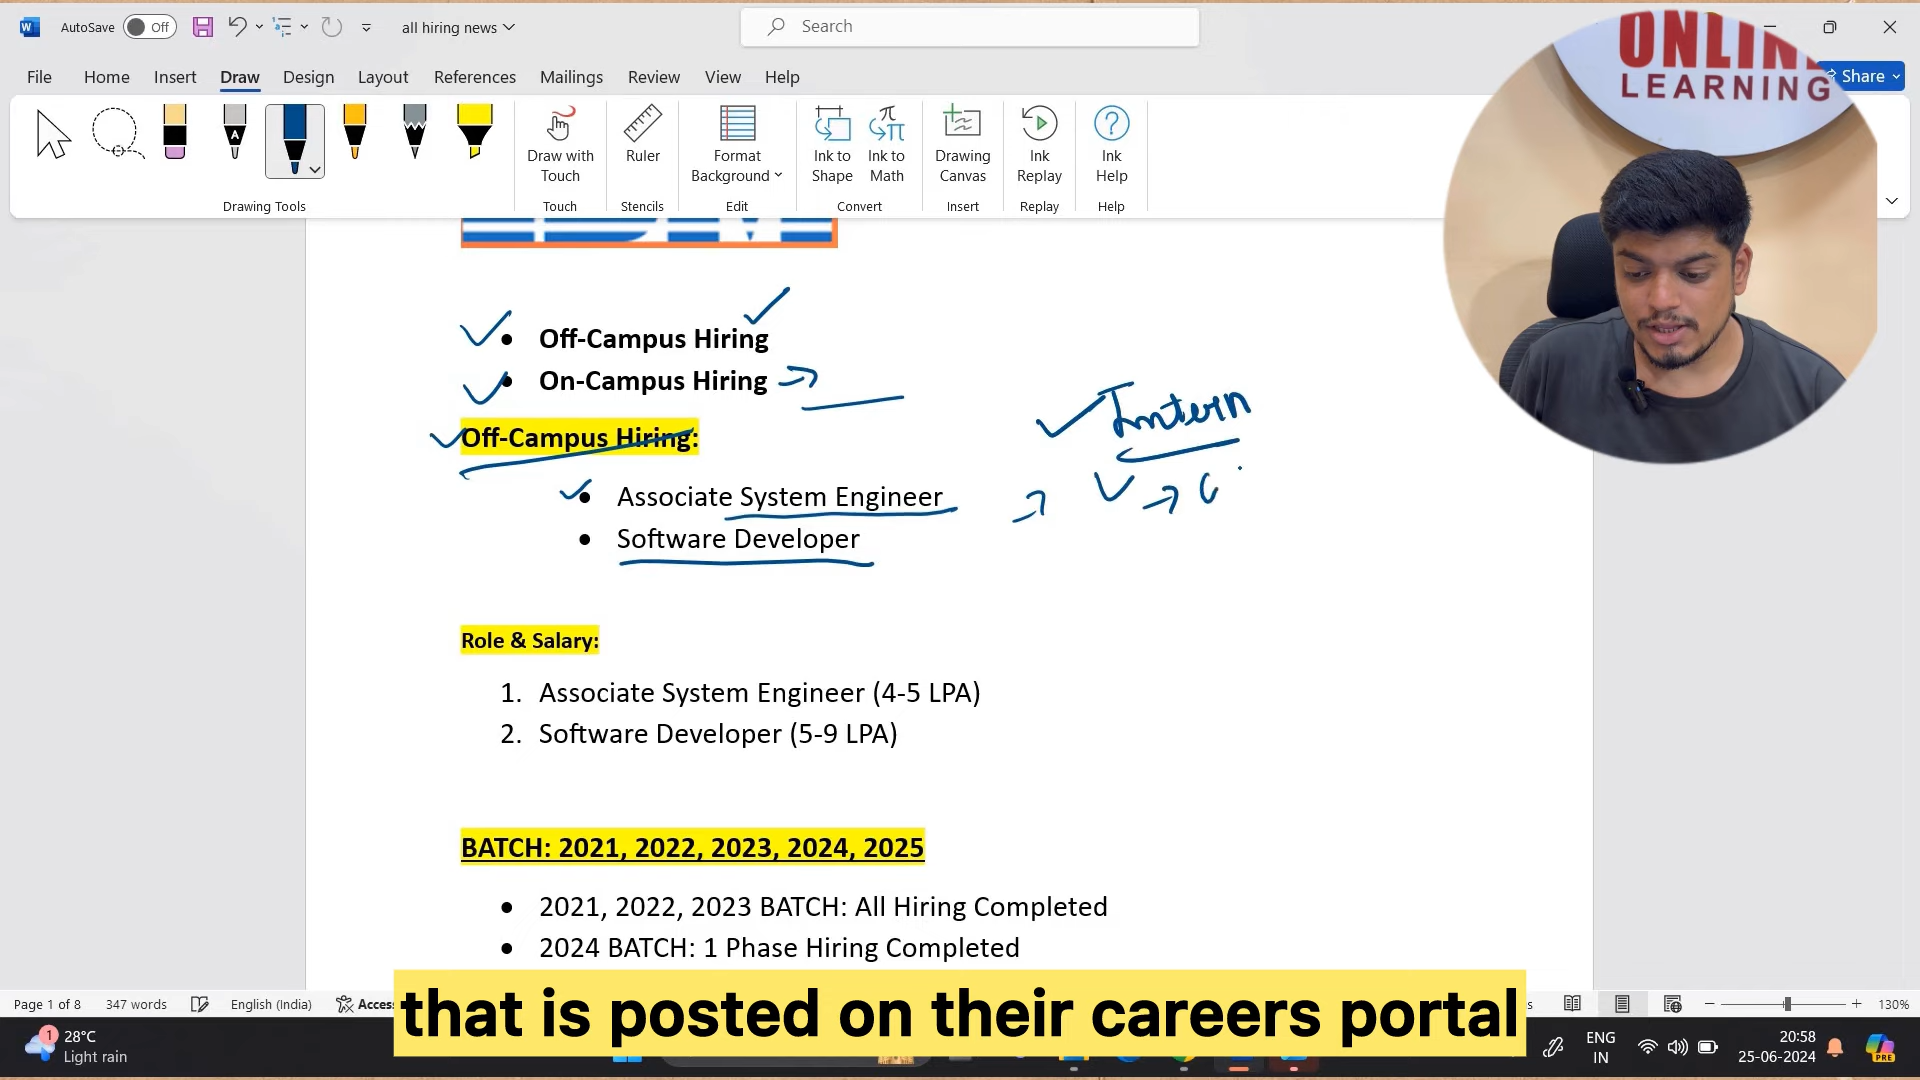 AutoSave Off all hiring news Search
ONLINE
LEARNING
Share
File Home Insert Draw Design Layout References Mailings Review View Help
Draw with Touch Ruler Format Background Ink to Shape Ink to Math Drawing Canvas Ink Replay Ink Help
Drawing Tools Touch Stencils Edit Convert Insert Replay Help
IBM
• Off-Campus Hiring
• On-Campus Hiring
Intern
Off-Campus Hiring:
• Associate System Engineer
• Software Developer
Role & Salary:
1. Associate System Engineer (4-5 LPA)
2. Software Developer (5-9 LPA)
BATCH: 2021, 2022, 2023, 2024, 2025
• 2021, 2022, 2023 BATCH: All Hiring Completed
• 2024 BATCH: 1 Phase Hiring Completed
that is posted on their careers portal
Page 1 of 8 347 words English (India) 130%
1 28°C
Light rain
ENG
IN
20:58
25-06-2024
PRE